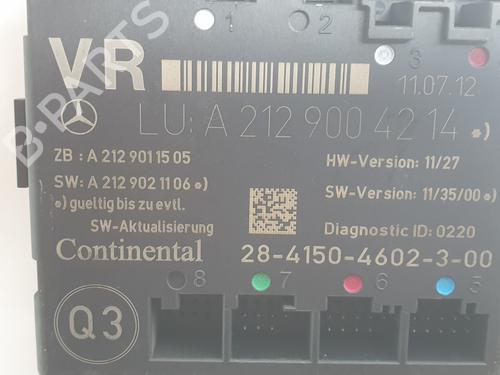 1 2 3
VR
11.07.12
LU: A 212 900 42 14 *)
ZB : A 212 901 15 05
HW-Version: 11/27
SW: A 212 902 11 06 *)
SW-Version: 11/35/00 *)
*) gueltig bis zu evtl.
SW-Aktualisierung
Diagnostic ID: 0220
Continental
28-4150-4602-3-00
8 7 6 5
Q3
B-PARTS